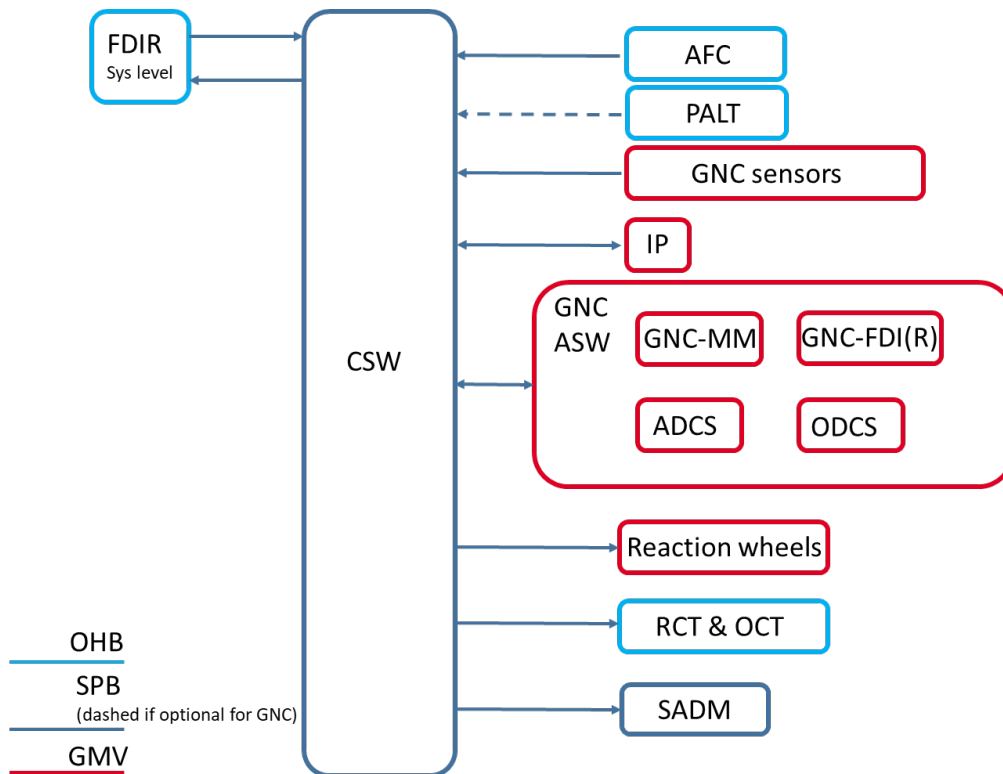 FDIR
Sys level
AFC
PALT
GNC sensors
IP
GNC
ASW
GNC-MM
GNC-FDI(R)
CSW
ADCS
ODCS
Reaction wheels
RCT & OCT
SADM
OHB
SPB
(dashed if optional for GNC)
GMV